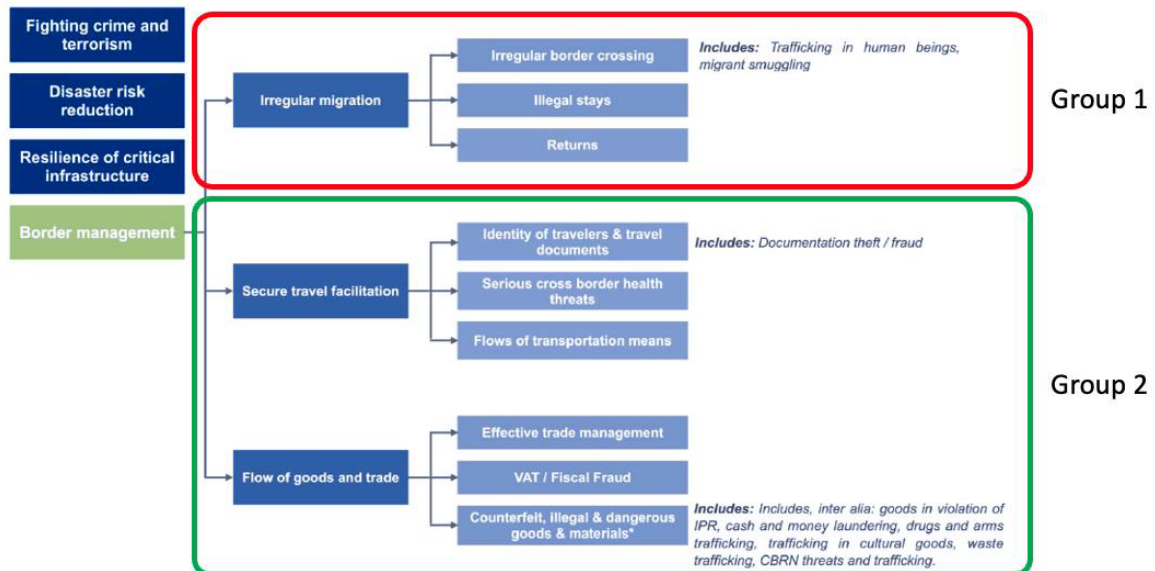 Fighting crime and
terrorism
Disaster risk
reduction
Resilience of critical
infrastructure
Border management
Irregular migration
Irregular border crossing
Includes: Trafficking in human beings,
migrant smuggling
Illegal stays
Returns
Group 1
Secure travel facilitation
Identity of travelers & travel
documents
Includes: Documentation theft / fraud
Serious cross border health
threats
Flows of transportation means
Group 2
Flow of goods and trade
Effective trade management
VAT / Fiscal Fraud
Counterfeit, illegal & dangerous
goods & materials*
Includes: Includes, inter alia: goods in violation of
IPR, cash and money laundering, drugs and arms
trafficking, trafficking in cultural goods, waste
trafficking, CBRN threats and trafficking.